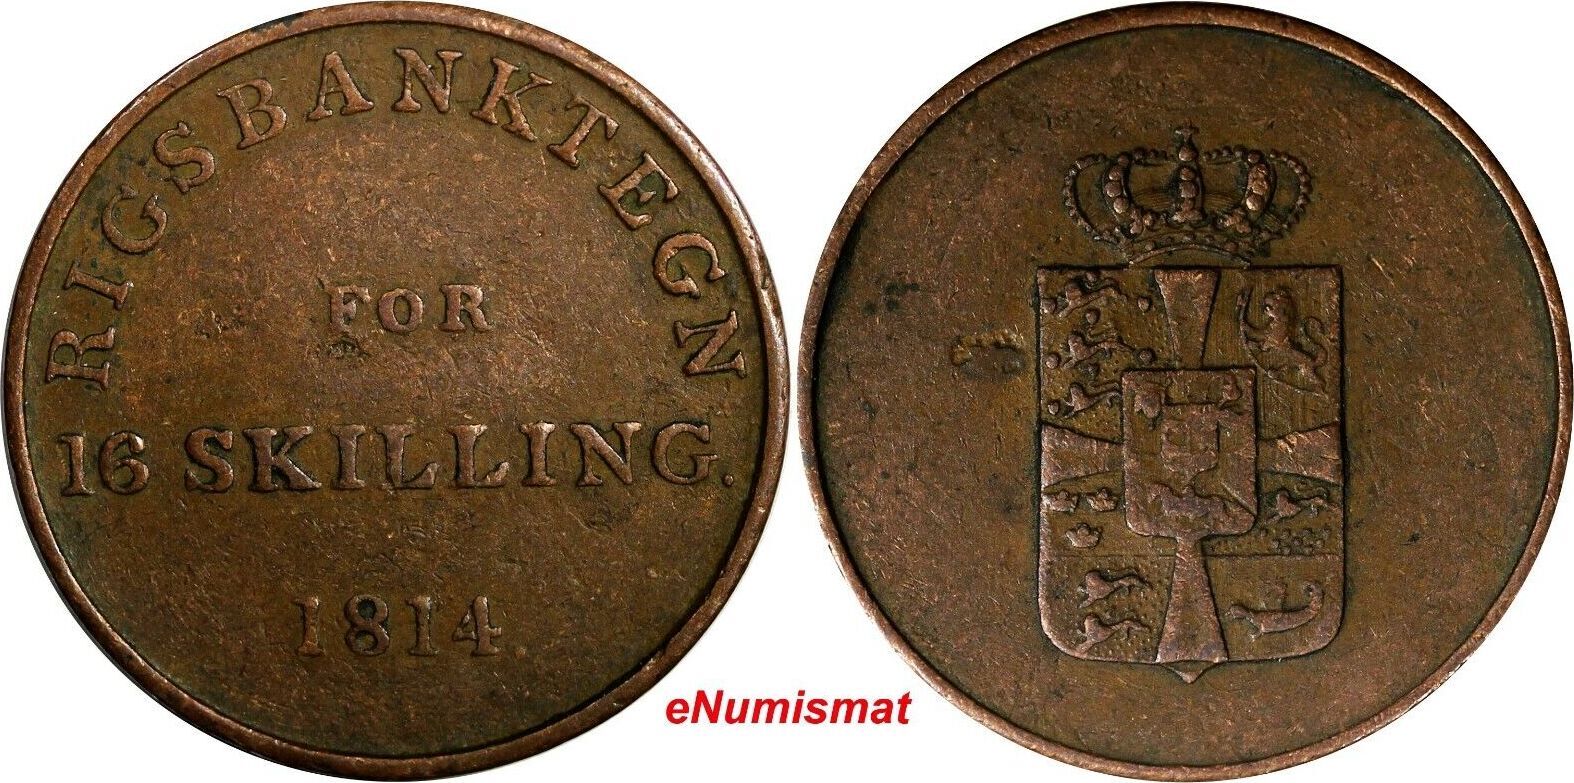 RIGSBANKTEGN
FOR
16 SKILLING.
1814
eNumismat